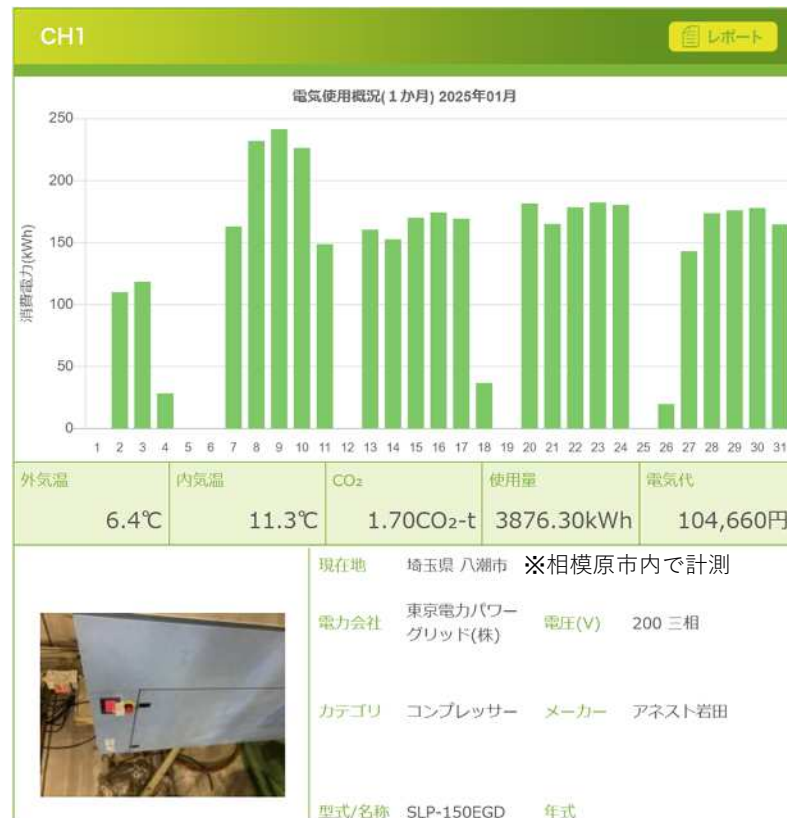 CH1
レポート
電気使用概況(１か月) 2025年01月
消費電力(kWh)
250
200
150
100
50
0
1 2 3 4 5 6 7 8 9 10 11 12 13 14 15 16 17 18 19 20 21 22 23 24 25 26 27 28 29 30 31
外気温 内気温 CO₂ 使用量 電気代
6.4℃ 11.3℃ 1.70CO₂-t 3876.30kWh 104,660円
現在地 埼玉県 八潮市 ※相模原市内で計測
電力会社 東京電力パワー
グリッド(株) 電圧(V) 200 三相
カテゴリ コンプレッサー メーカー アネスト岩田
型式/名称 SLP-150EGD 年式